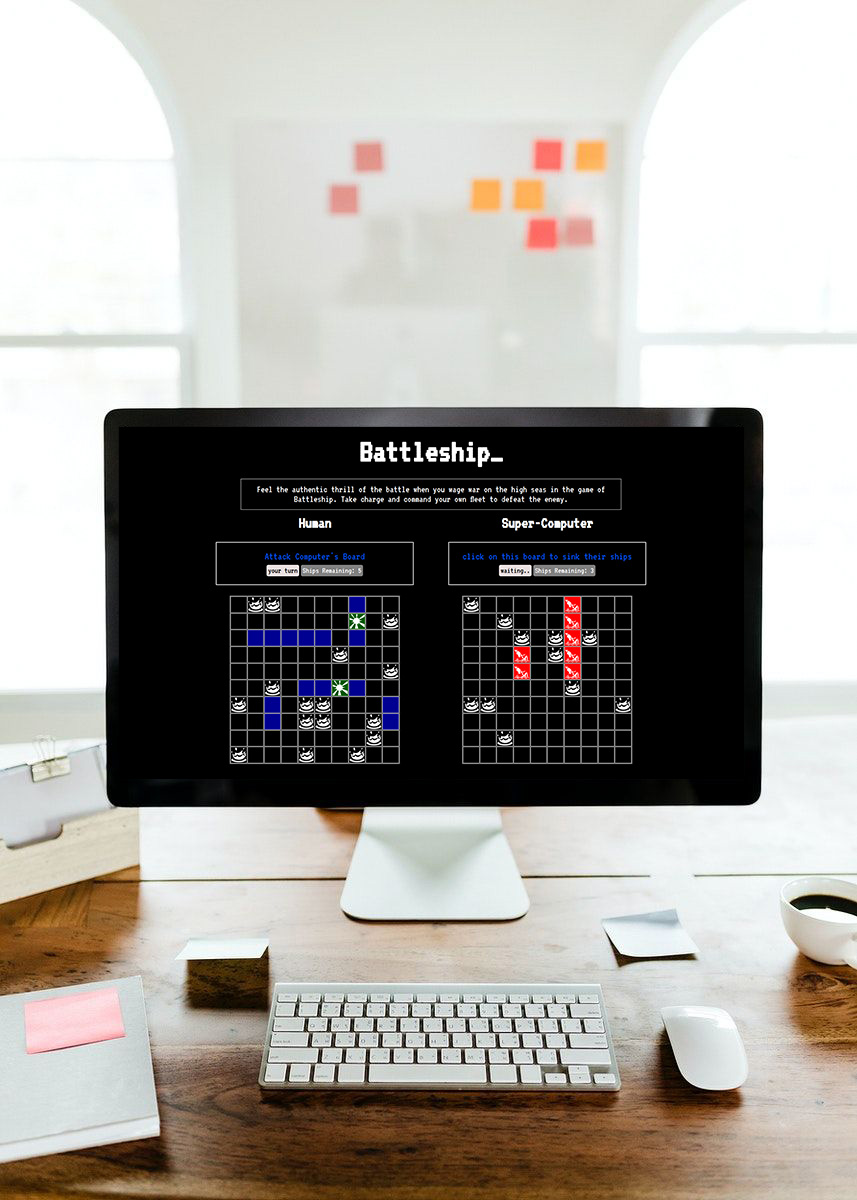 Battleship_
Feel the authentic thrill of the battle when you wage war on the high seas in the game of
Battleship. Take charge and command your own fleet to defeat the enemy.
Human
Super-Computer
Attack Computer's Board
your turn Ships Remaining: 5
click on this board to sink their ships
waiting.. Ships Remaining: 3